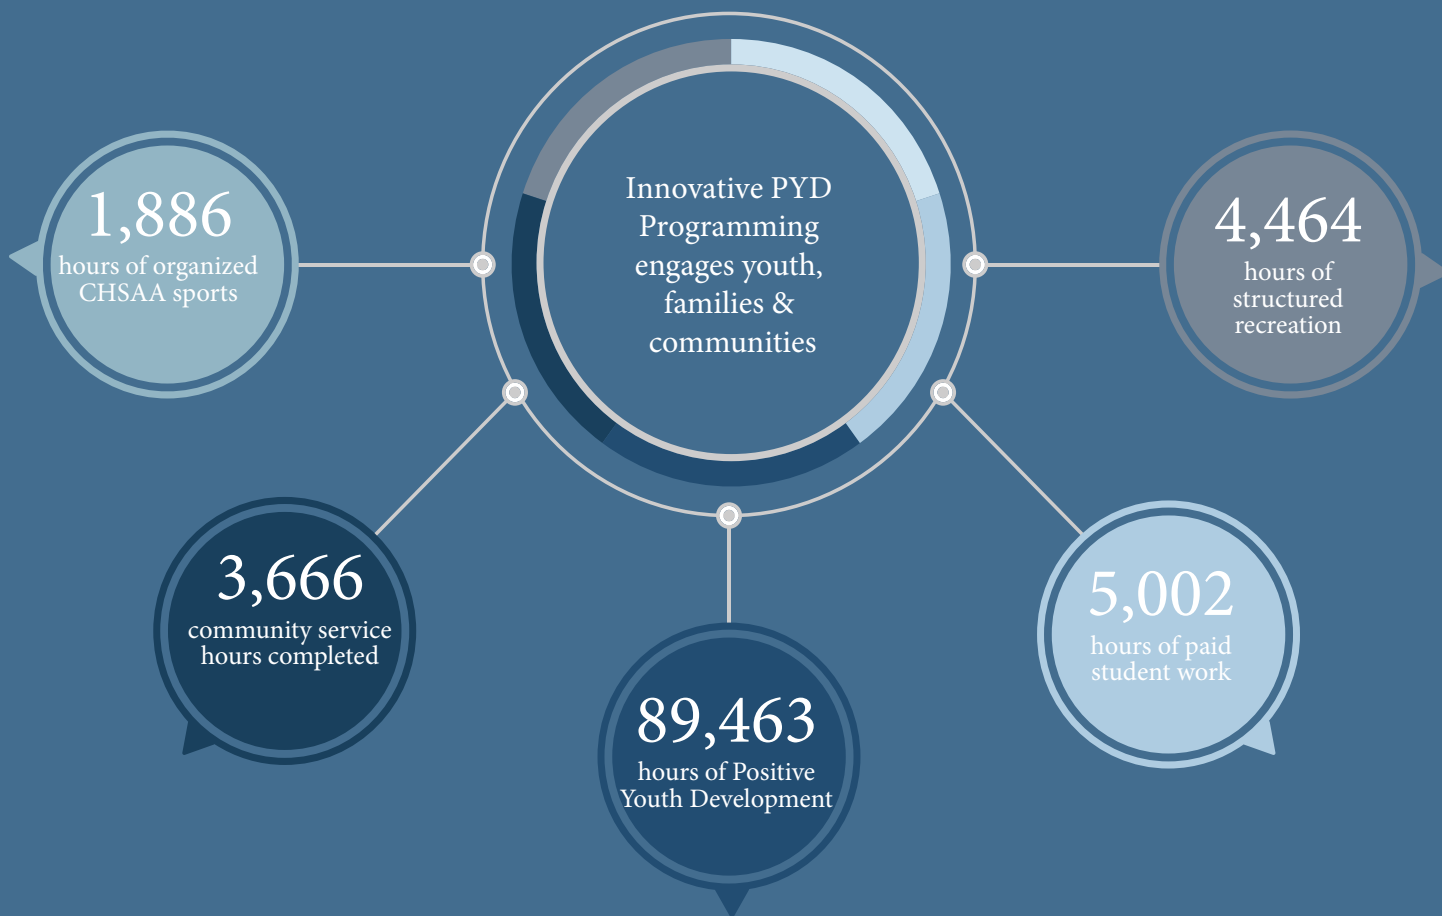 Innovative PYD
Programming
engages youth,
families &
communities
1,886
hours of organized
CHSAA sports
4,464
hours of
structured
recreation
3,666
community service
hours completed
5,002
hours of paid
student work
89,463
hours of Positive
Youth Development